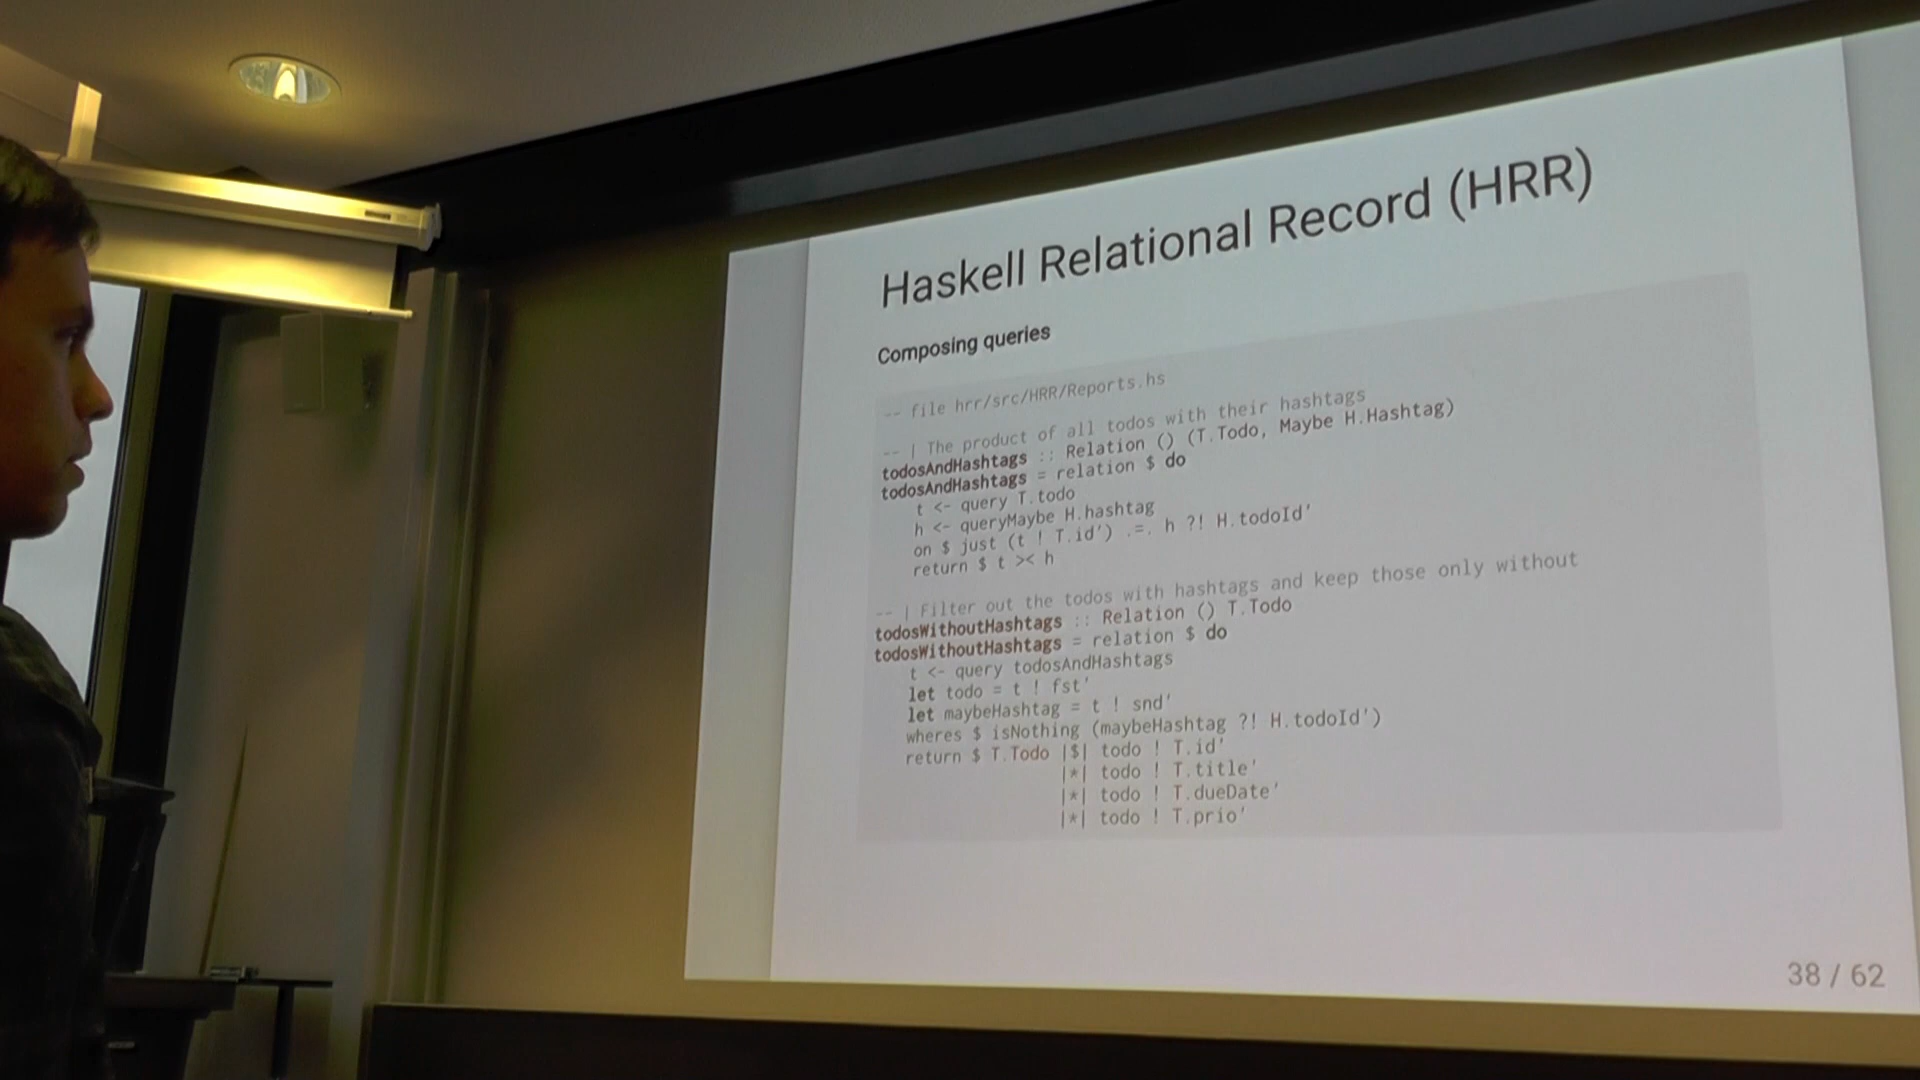 Haskell Relational Record (HRR)
Composing queries
-- file hrr/src/HRR/Reports.hs
-- | The product of all todos with their hashtags
todosAndHashtags :: Relation () (T.Todo, Maybe H.Hashtag)
todosAndHashtags = relation $ do
    t <- query T.todo
    h <- queryMaybe H.hashtag
    on $ just (t ! T.id') .=. h ?! H.todoId'
    return $ t >< h
-- | Filter out the todos with hashtags and keep those only without
todosWithoutHashtags :: Relation () T.Todo
todosWithoutHashtags = relation $ do
    t <- query todosAndHashtags
    let todo = t ! fst'
    let maybeHashtag = t ! snd'
    wheres $ isNothing (maybeHashtag ?! H.todoId')
    return $ T.Todo |$| todo ! T.id'
                    |*| todo ! T.title'
                    |*| todo ! T.dueDate'
                    |*| todo ! T.prio'
38 / 62